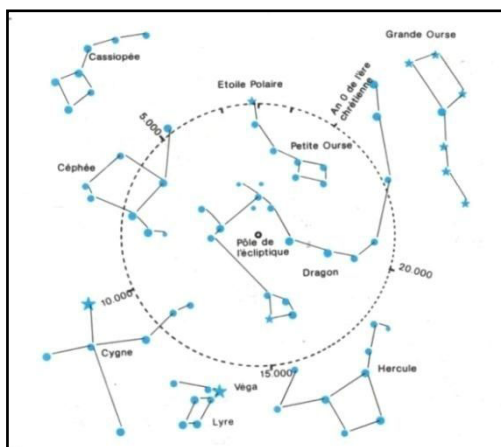 Grande Ourse
Cassiopée
Etoile Polaire
An 0 de l'ère
chrétienne
5.000
Petite Ourse
Céphée
Pôle de
l'écliptique
Dragon
20.000
10.000
Cygne
15.000
Hercule
Véga
Lyre